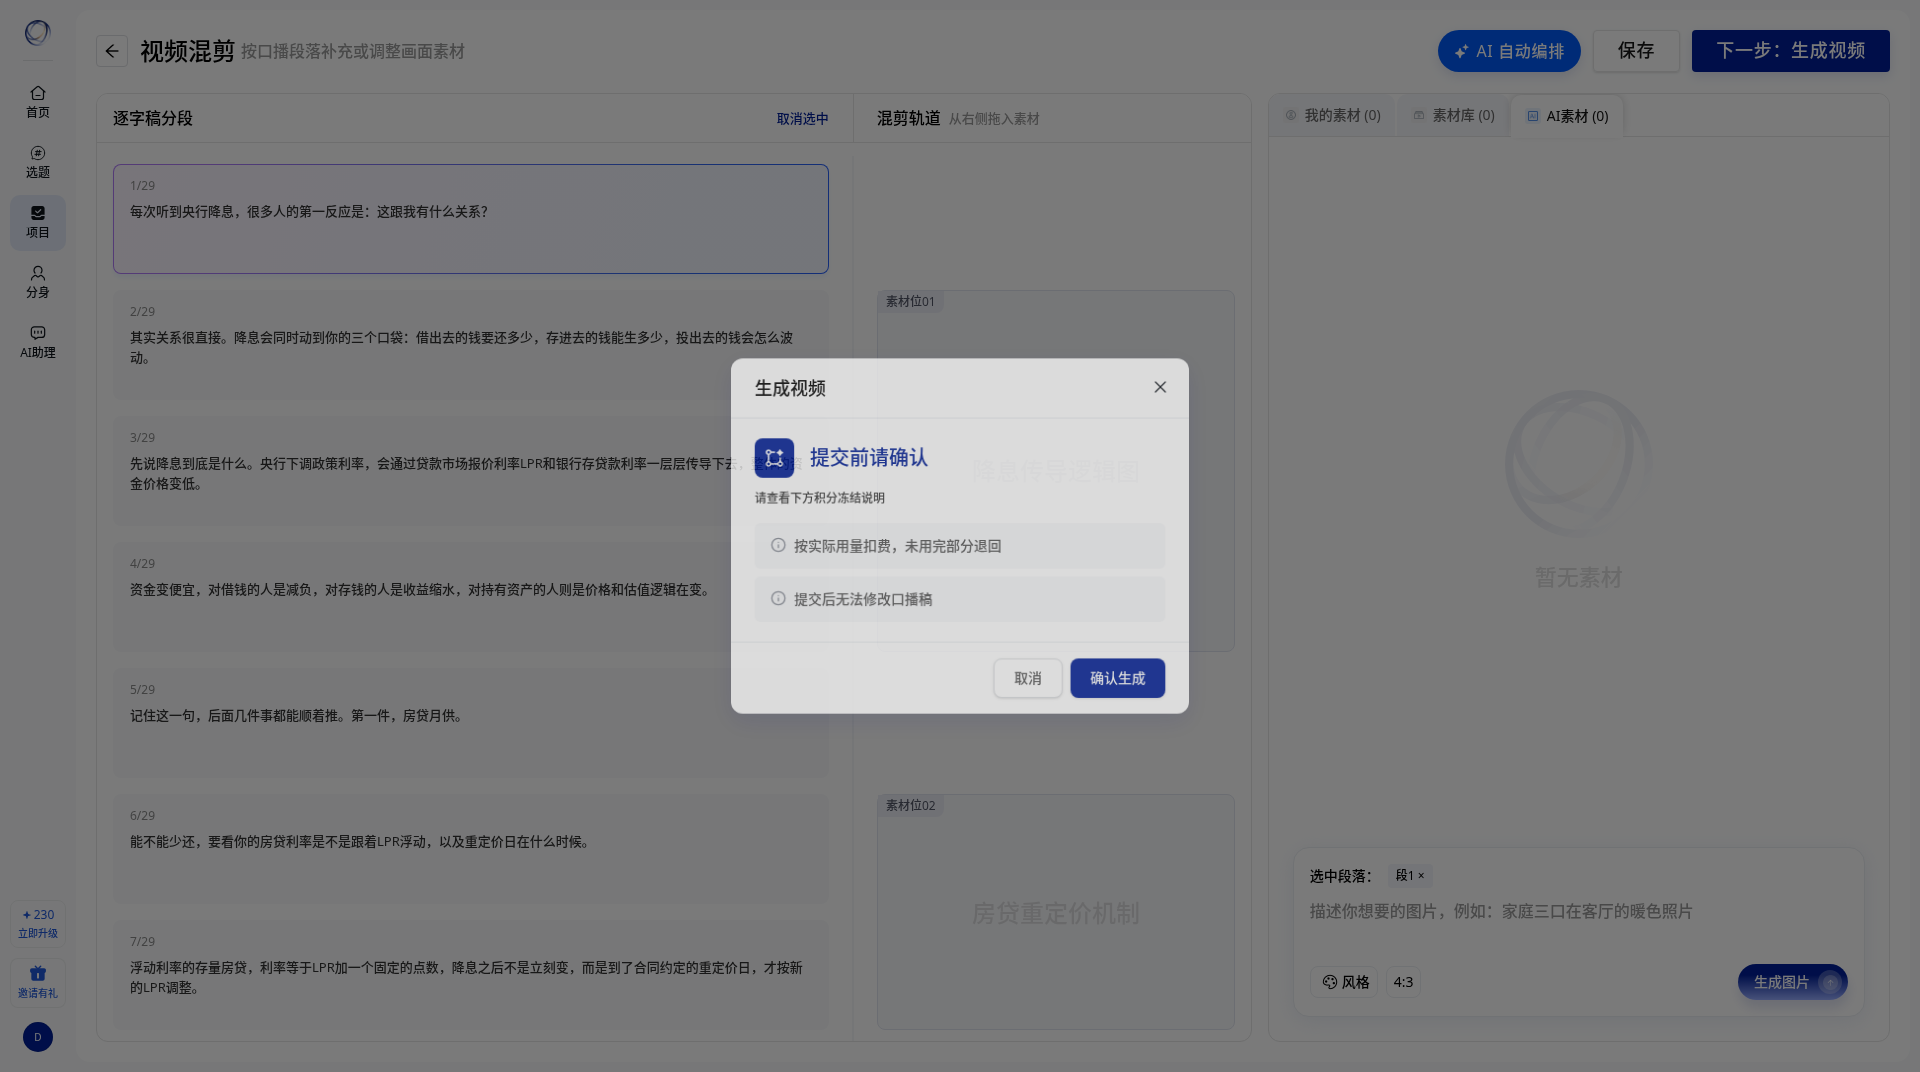 首页
选题
项目
分身
AI助理
230
立即升级
邀请有礼
D
视频混剪 按口播段落补充或调整画面素材
AI 自动编排
保存
下一步：生成视频
逐字稿分段
取消选中
1/29
每次听到央行降息，很多人的第一反应是：这跟我有什么关系？
2/29
其实关系很直接。降息会同时动到你的三个口袋：借出去的钱要还多少，存进去的钱能生多少，投出去的钱会怎么波
动。
3/29
先说降息到底是什么。央行下调政策利率，会通过贷款市场报价利率LPR和银行存贷款利率一层层传导下去，整体的资
金价格变低。
4/29
资金变便宜，对借钱的人是减负，对存钱的人是收益缩水，对持有资产的人则是价格和估值逻辑在变。
5/29
记住这一句，后面几件事都能顺着推。第一件，房贷月供。
6/29
能不能少还，要看你的房贷利率是不是跟着LPR浮动，以及重定价日在什么时候。
7/29
浮动利率的存量房贷，利率等于LPR加一个固定的点数，降息之后不是立刻变，而是到了合同约定的重定价日，才按新
的LPR调整。
混剪轨道 从右侧拖入素材
素材位01
降息传导逻辑图
素材位02
房贷重定价机制
生成视频
提交前请确认
请查看下方积分冻结说明
按实际用量扣费，未用完部分退回
提交后无法修改口播稿
取消
确认生成
我的素材 (0)
素材库 (0)
AI素材 (0)
暂无素材
选中段落：
段1 ×
描述你想要的图片，例如：家庭三口在客厅的暖色照片
风格
4:3
生成图片